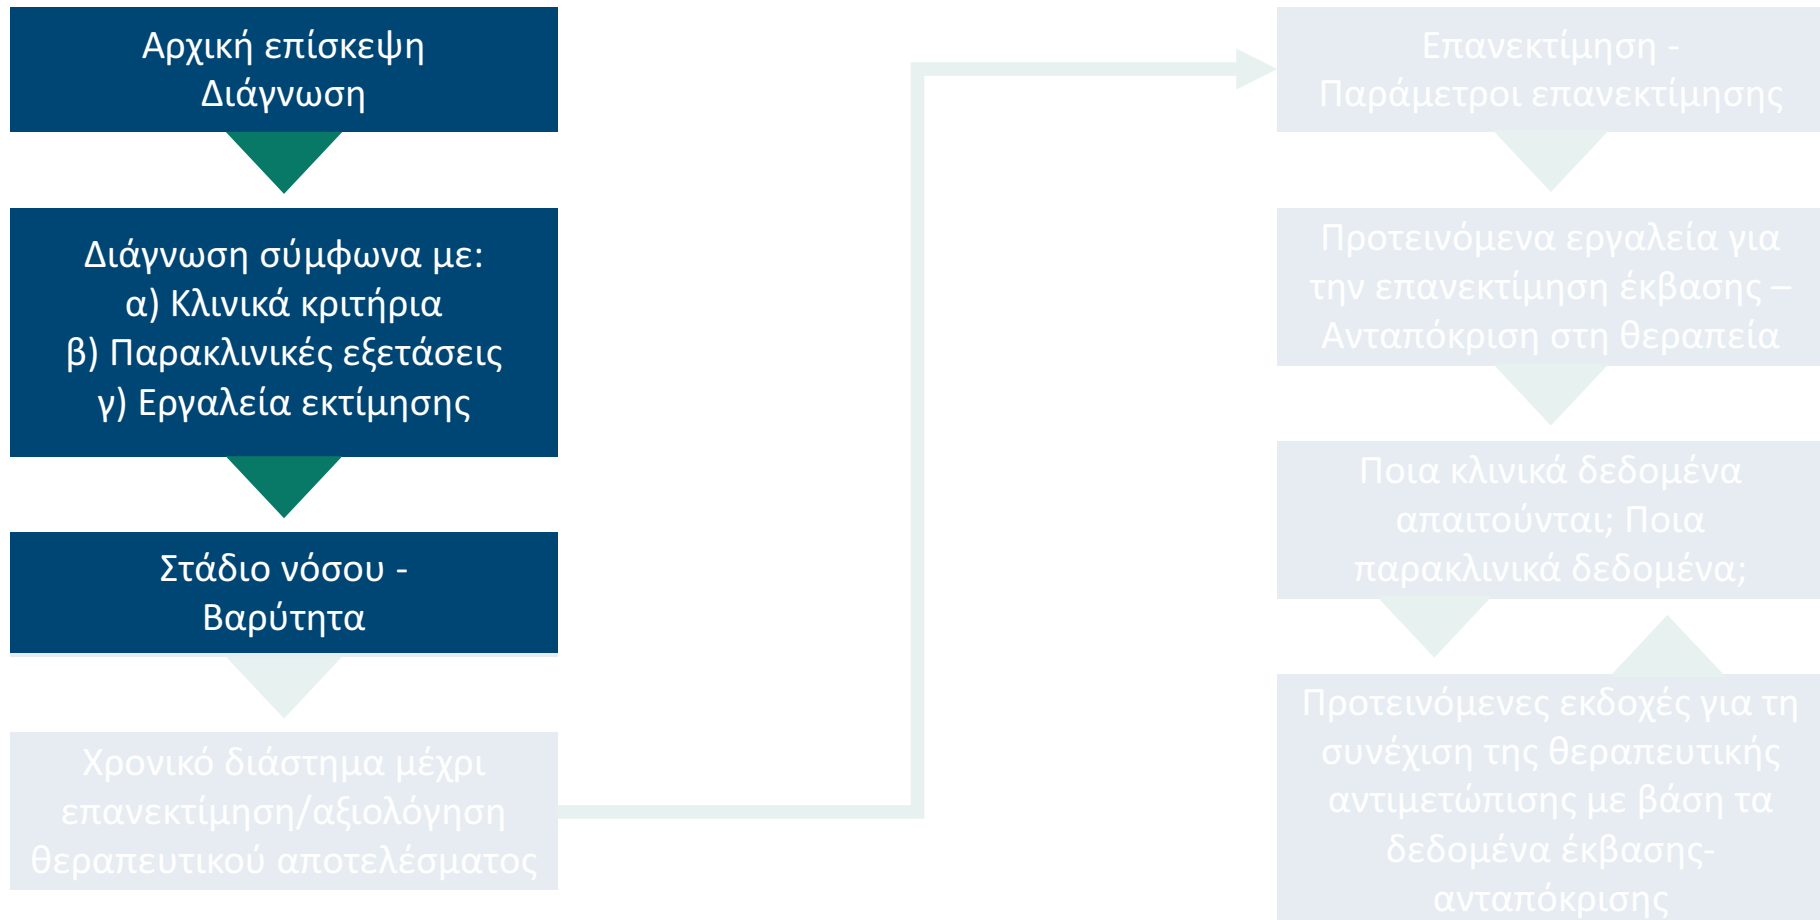 Αρχική επίσκεψη
Διάγνωση
Διάγνωση σύμφωνα με:
α) Κλινικά κριτήρια
β) Παρακλινικές εξετάσεις
γ) Εργαλεία εκτίμησης
Στάδιο νόσου -
Βαρύτητα
Χρονικό διάστημα μέχρι
επανεκτίμηση/αξιολόγηση
θεραπευτικού αποτελέσματος
Επανεκτίμηση -
Παράμετροι επανεκτίμησης
Προτεινόμενα εργαλεία για
την επανεκτίμηση έκβασης –
Ανταπόκριση στη θεραπεία
Ποια κλινικά δεδομένα
απαιτούνται; Ποια
παρακλινικά δεδομένα;
Προτεινόμενες εκδοχές για τη
συνέχιση της θεραπευτικής
αντιμετώπισης με βάση τα
δεδομένα έκβασης-
ανταπόκρισης